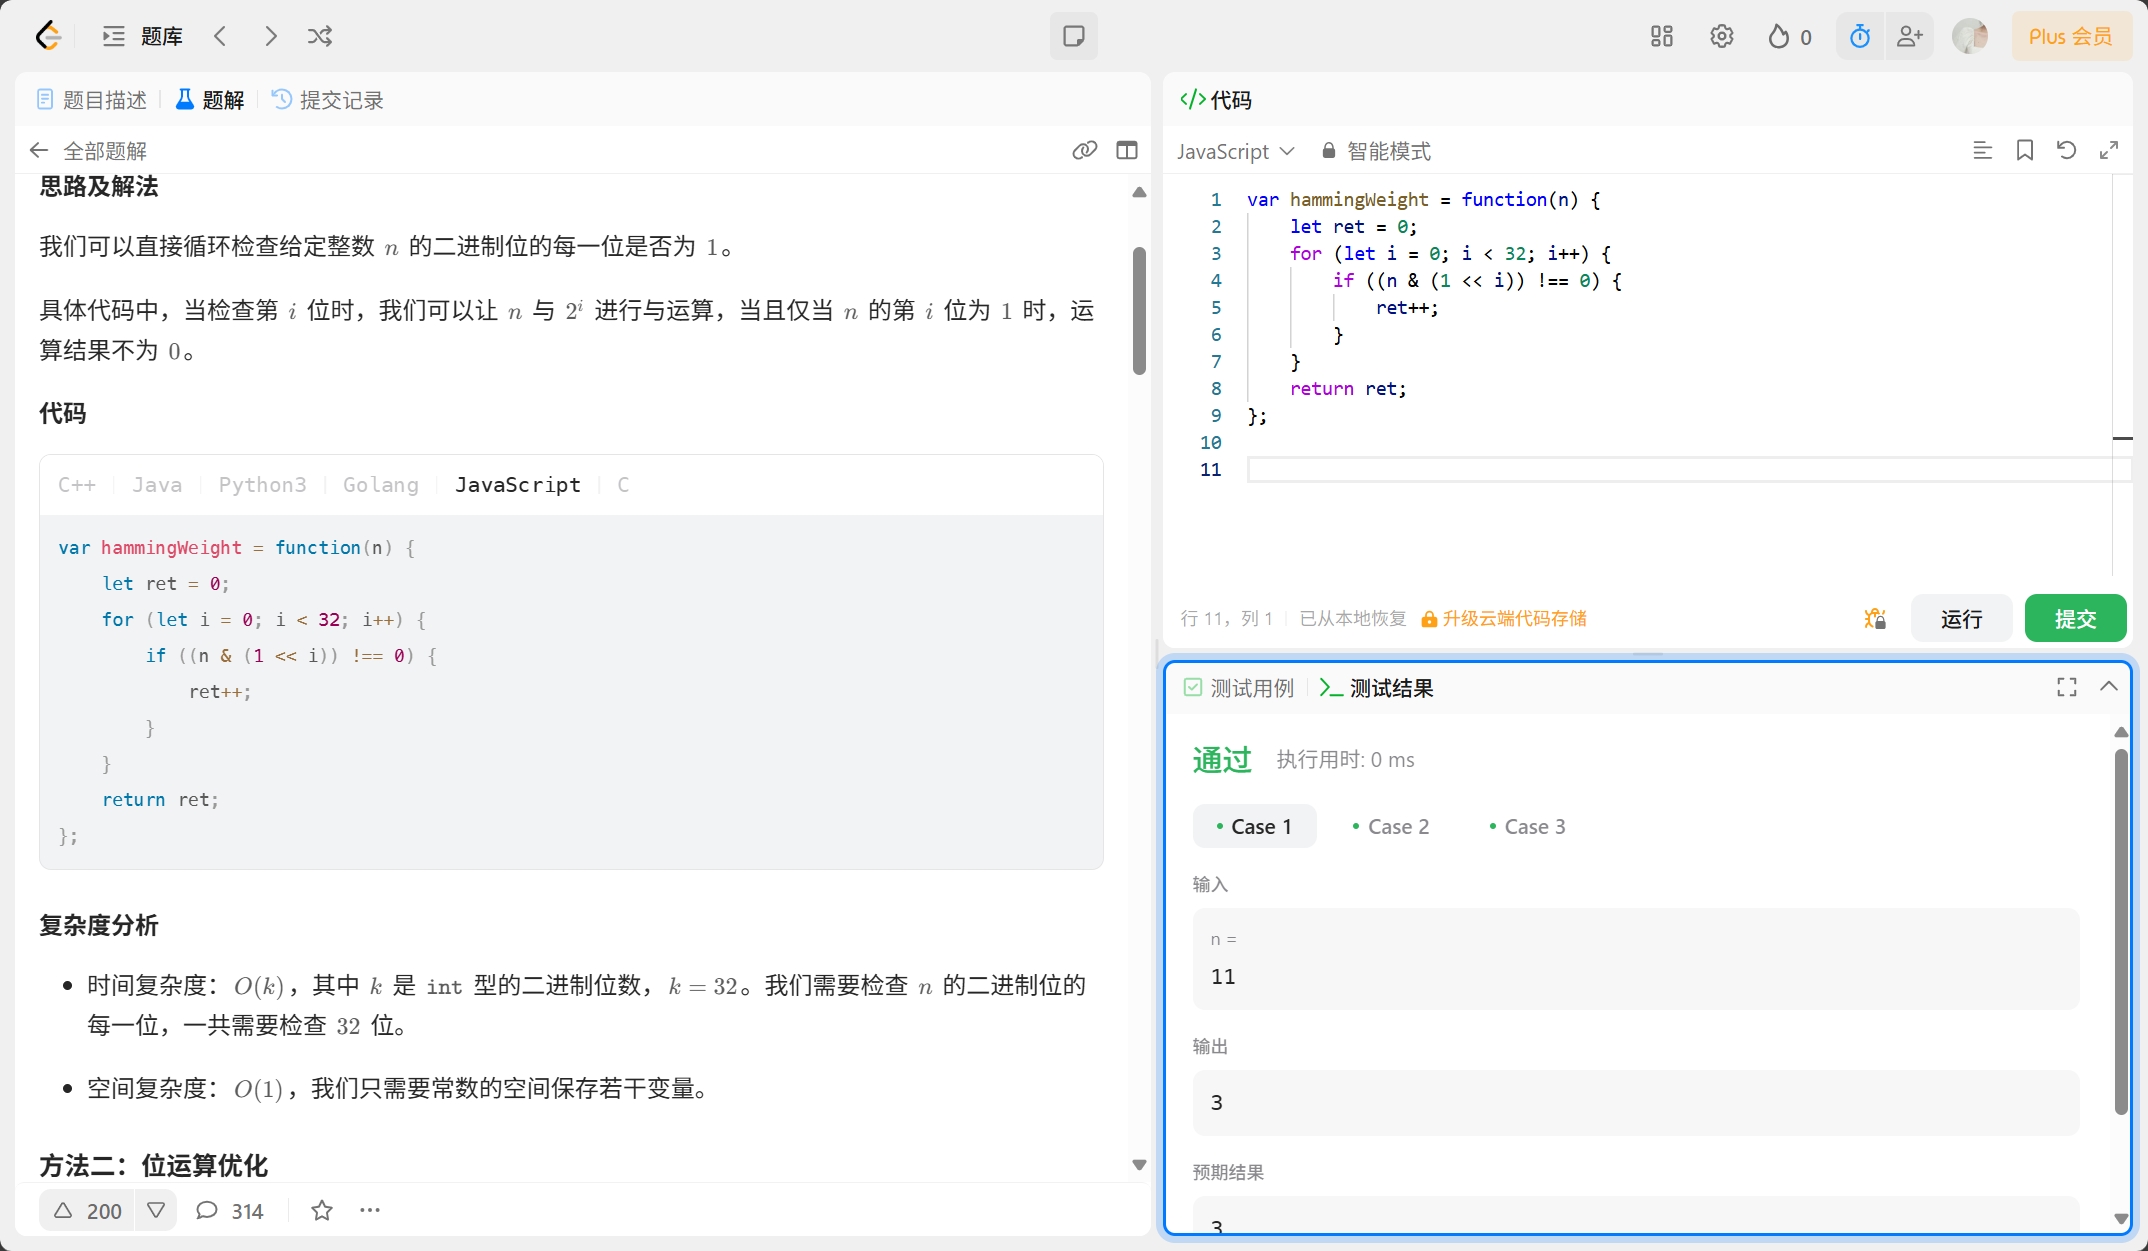 题库
0
Plus 会员
题目描述
题解
提交记录
全部题解
思路及解法
我们可以直接循环检查给定整数 n 的二进制位的每一位是否为 1。
具体代码中，当检查第 i 位时，我们可以让 n 与 2^i 进行与运算，当且仅当 n 的第 i 位为 1 时，运
算结果不为 0。
代码
C++ Java Python3 Golang JavaScript C
var hammingWeight = function(n) {
    let ret = 0;
    for (let i = 0; i < 32; i++) {
        if ((n & (1 << i)) !== 0) {
            ret++;
        }
    }
    return ret;
};
复杂度分析
• 时间复杂度：O(k)，其中 k 是 int 型的二进制位数，k = 32。我们需要检查 n 的二进制位的
每一位，一共需要检查 32 位。
• 空间复杂度：O(1)，我们只需要常数的空间保存若干变量。
方法二：位运算优化
200
314
</>代码
JavaScript
智能模式
1 var hammingWeight = function(n) {
2     let ret = 0;
3     for (let i = 0; i < 32; i++) {
4         if ((n & (1 << i)) !== 0) {
5             ret++;
6         }
7     }
8     return ret;
9 };
10
11
行 11，列 1
已从本地恢复
升级云端代码存储
运行
提交
测试用例
测试结果
通过
执行用时: 0 ms
• Case 1
• Case 2
• Case 3
输入
n =
11
输出
3
预期结果
3